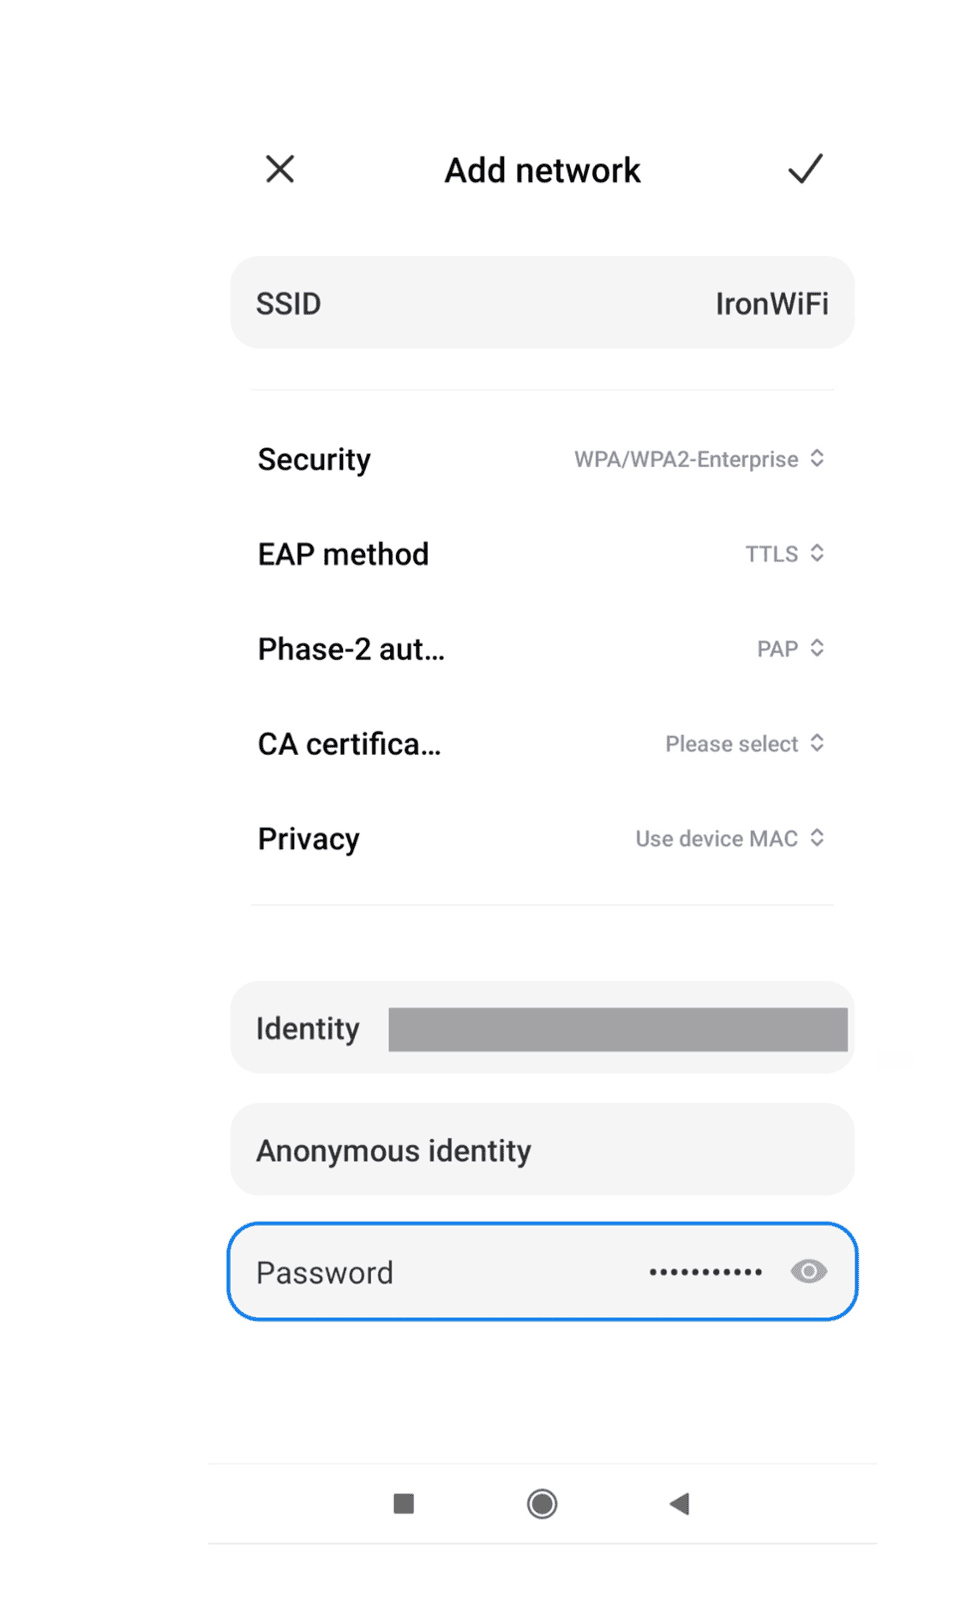 Add network
SSID IronWiFi
Security WPA/WPA2-Enterprise
EAP method TTLS
Phase-2 aut... PAP
CA certifica... Please select
Privacy Use device MAC
Identity
Anonymous identity
Password •••••••••••